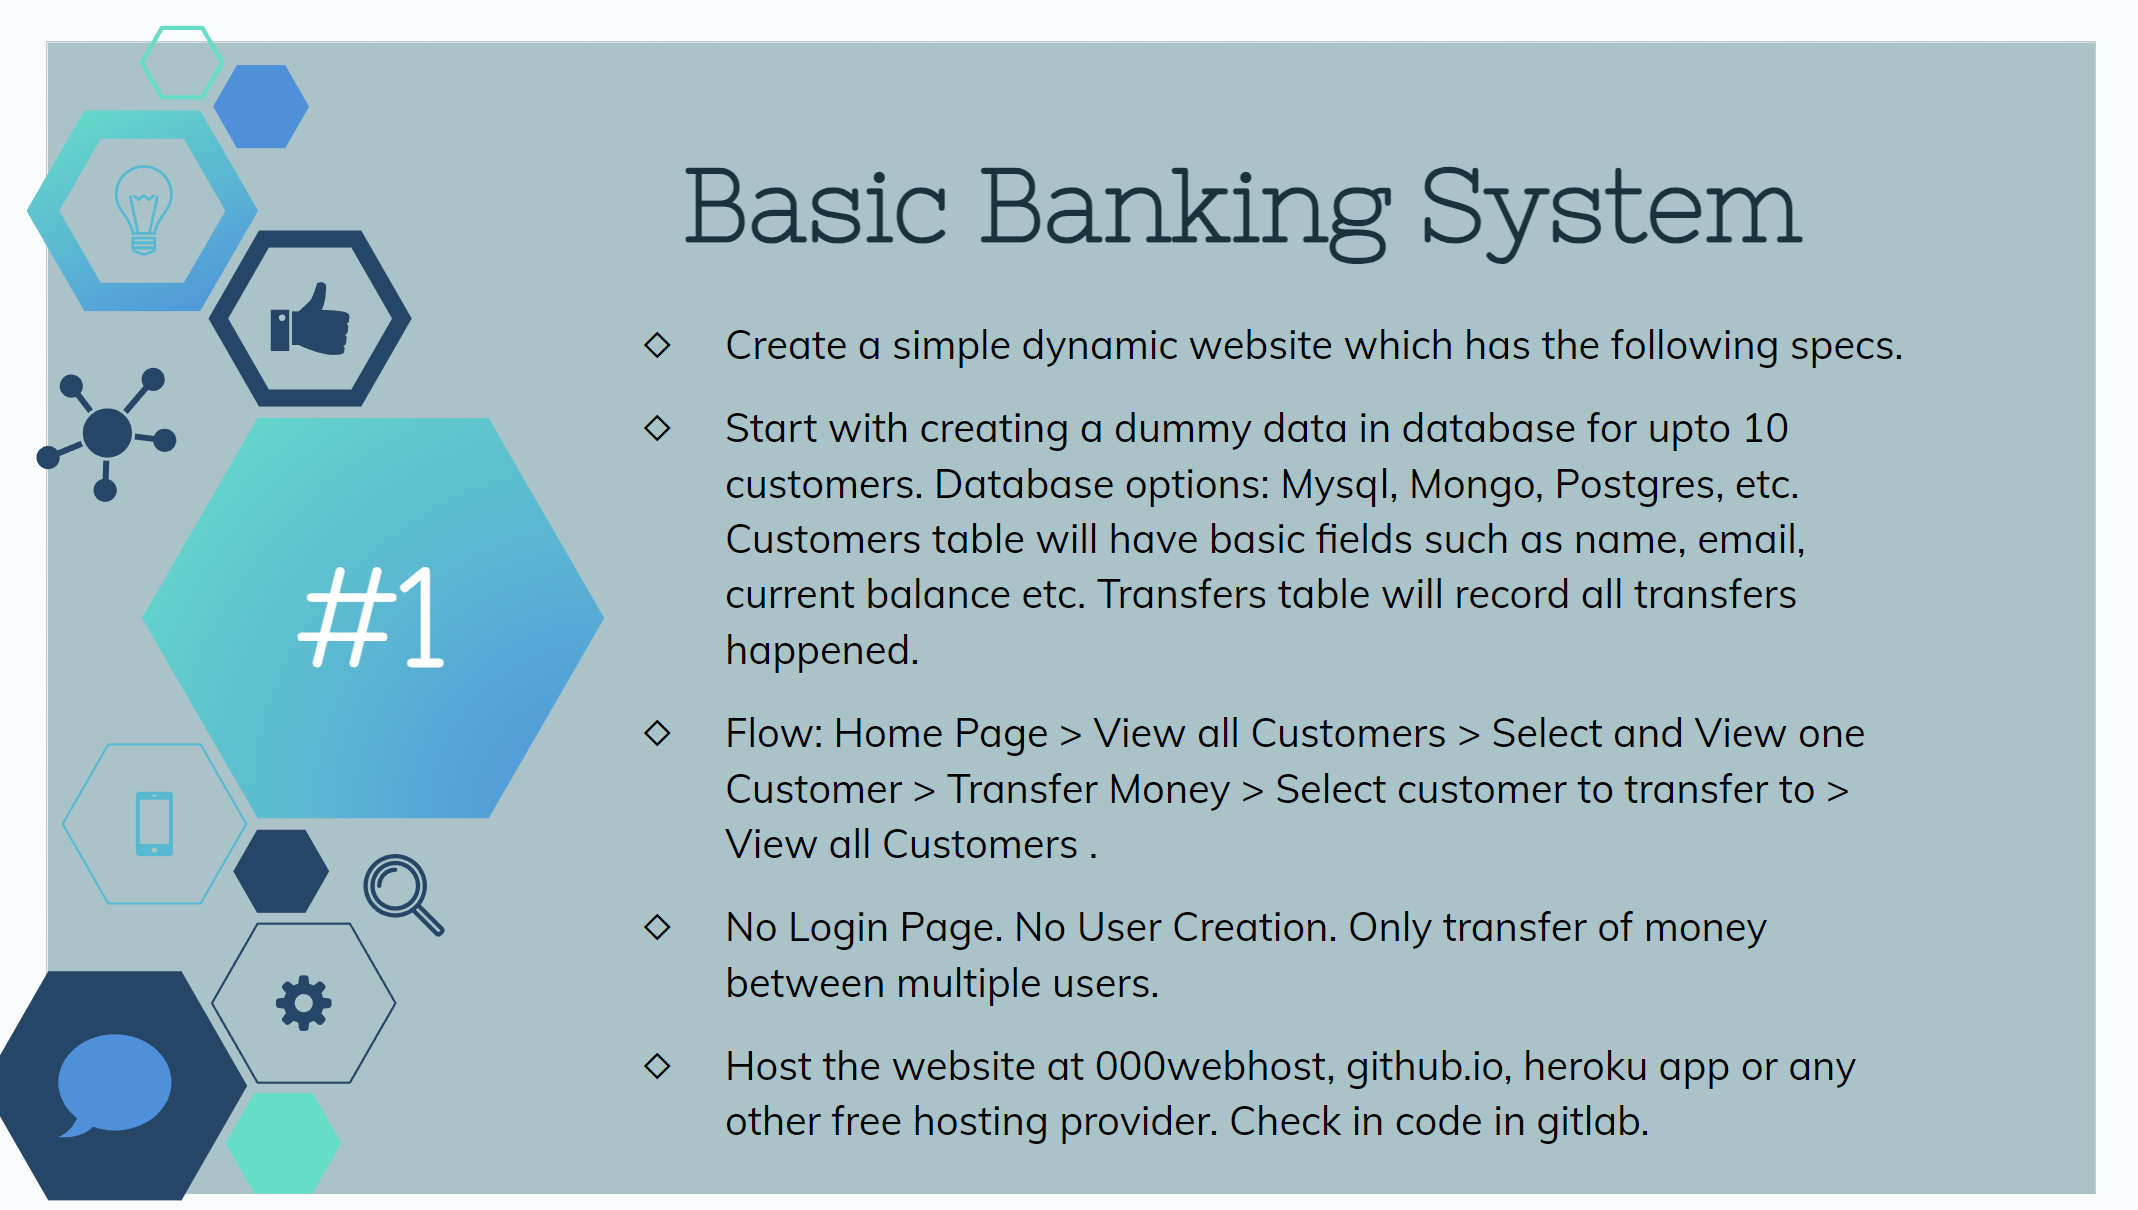 Basic Banking System
#1
◇ Create a simple dynamic website which has the following specs.
◇ Start with creating a dummy data in database for upto 10
customers. Database options: Mysql, Mongo, Postgres, etc.
Customers table will have basic fields such as name, email,
current balance etc. Transfers table will record all transfers
happened.
◇ Flow: Home Page > View all Customers > Select and View one
Customer > Transfer Money > Select customer to transfer to >
View all Customers .
◇ No Login Page. No User Creation. Only transfer of money
between multiple users.
◇ Host the website at 000webhost, github.io, heroku app or any
other free hosting provider. Check in code in gitlab.